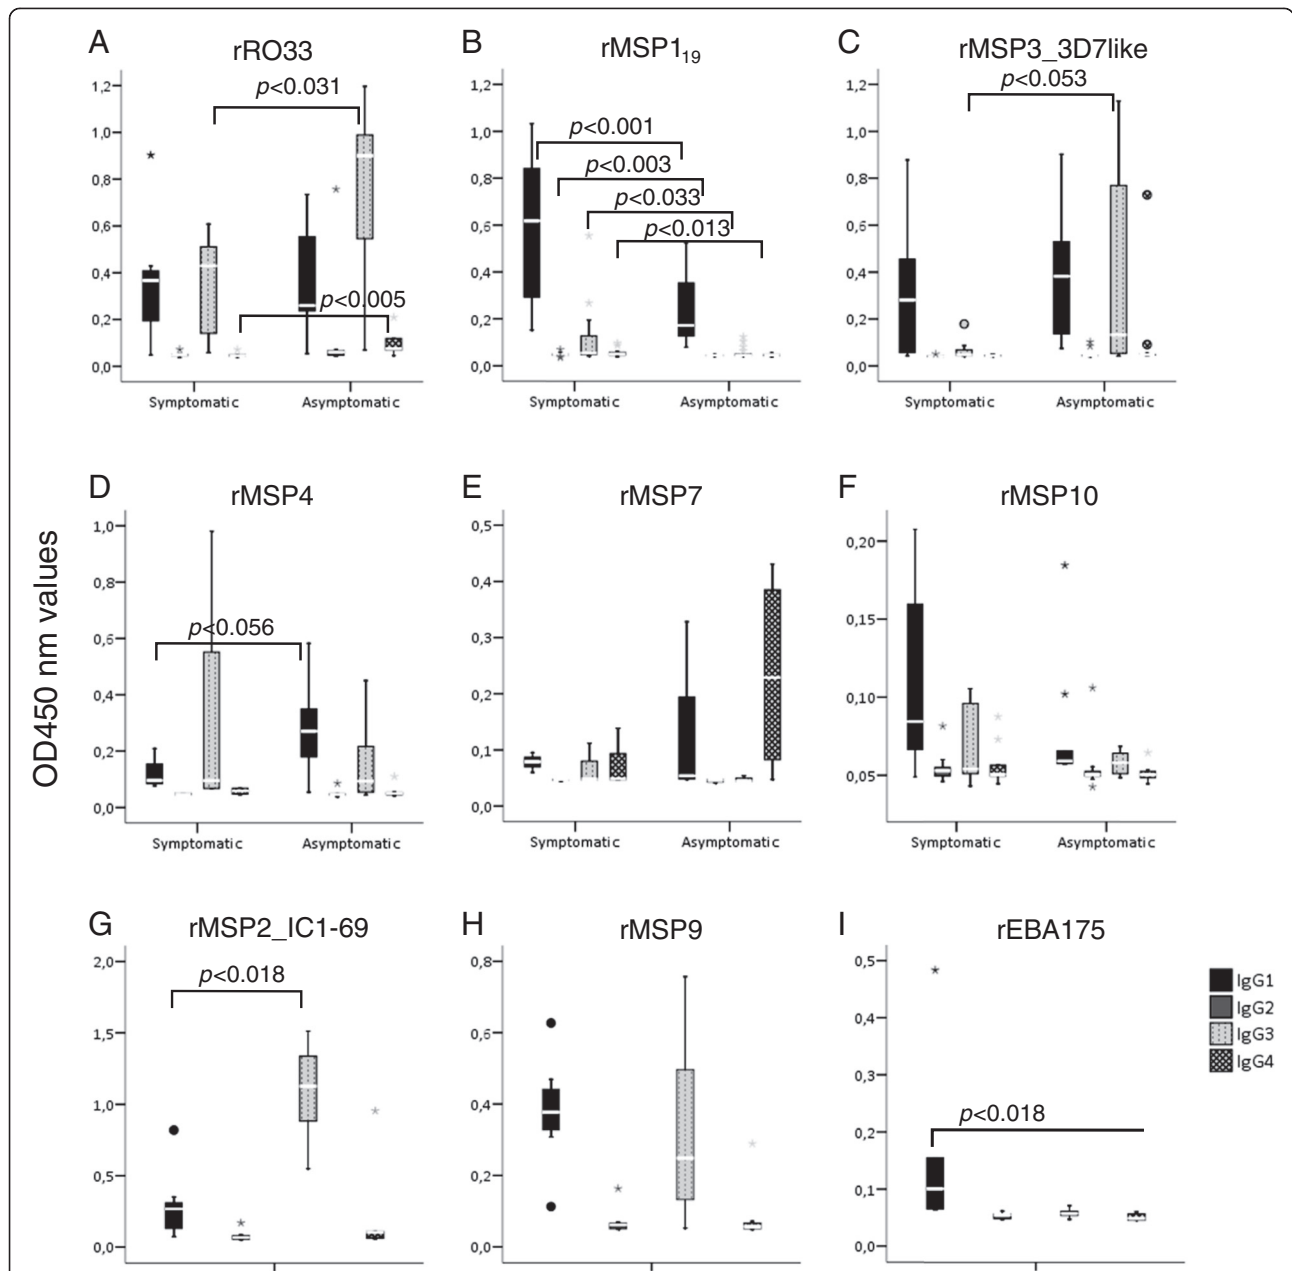 A rRO33
B rMSP1₁₉
C rMSP3_3D7like
p<0.031
p<0.005
1,2
1,0
0,8
0,6
0,4
0,2
0,0
Symptomatic Asymptomatic
p<0.001
p<0.003
p<0.033
p<0.013
1,2
1,0
0,8
0,6
0,4
0,2
0,0
Symptomatic Asymptomatic
p<0.053
1,2
1,0
0,8
0,6
0,4
0,2
0,0
Symptomatic Asymptomatic
OD450 nm values
D rMSP4
p<0.056
1,0
0,8
0,6
0,4
0,2
0,0
Symptomatic Asymptomatic
E rMSP7
0,5
0,4
0,3
0,2
0,1
0,0
Symptomatic Asymptomatic
F rMSP10
0,20
0,15
0,10
0,05
Symptomatic Asymptomatic
G rMSP2_IC1-69
p<0.018
2,0
1,5
1,0
0,5
0,0
H rMSP9
0,8
0,6
0,4
0,2
0,0
I rEBA175
p<0.018
0,5
0,4
0,3
0,2
0,1
0,0
IgG1
IgG2
IgG3
IgG4